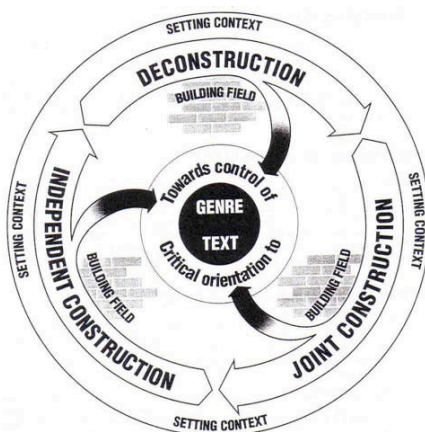 SETTING CONTEXT
DECONSTRUCTION
BUILDING FIELD
SETTING CONTEXT
JOINT CONSTRUCTION
BUILDING FIELD
SETTING CONTEXT
INDEPENDENT CONSTRUCTION
BUILDING FIELD
SETTING CONTEXT
Towards control of
GENRE
TEXT
Critical orientation to